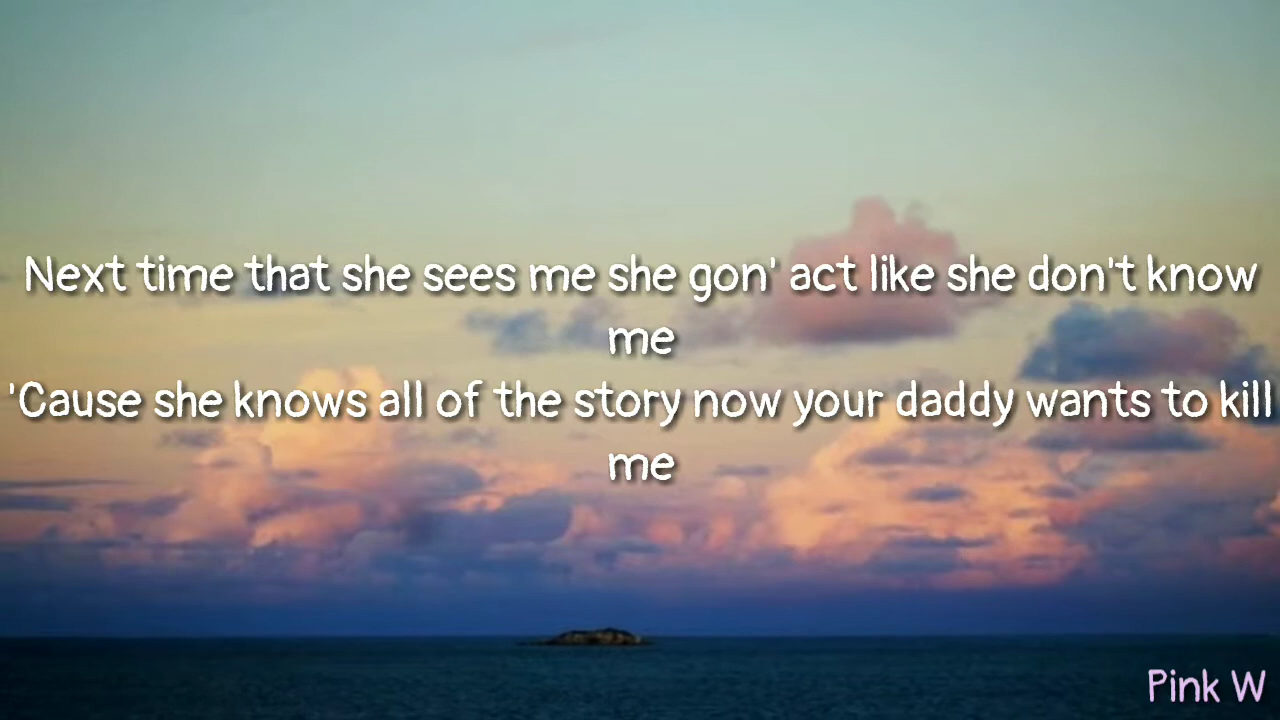 Next time that she sees me she gon' act like she don't know
me
'Cause she knows all of the story now your daddy wants to kill
me
Pink W